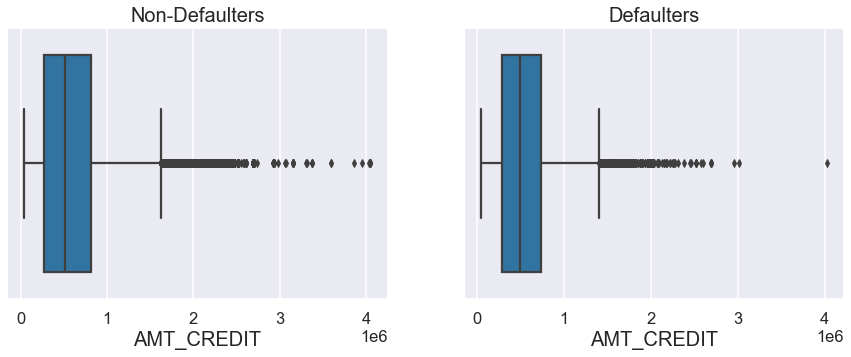 Non-Defaulters
Defaulters
0 1 2 3 4
1e6
AMT_CREDIT
0 1 2 3 4
1e6
AMT_CREDIT